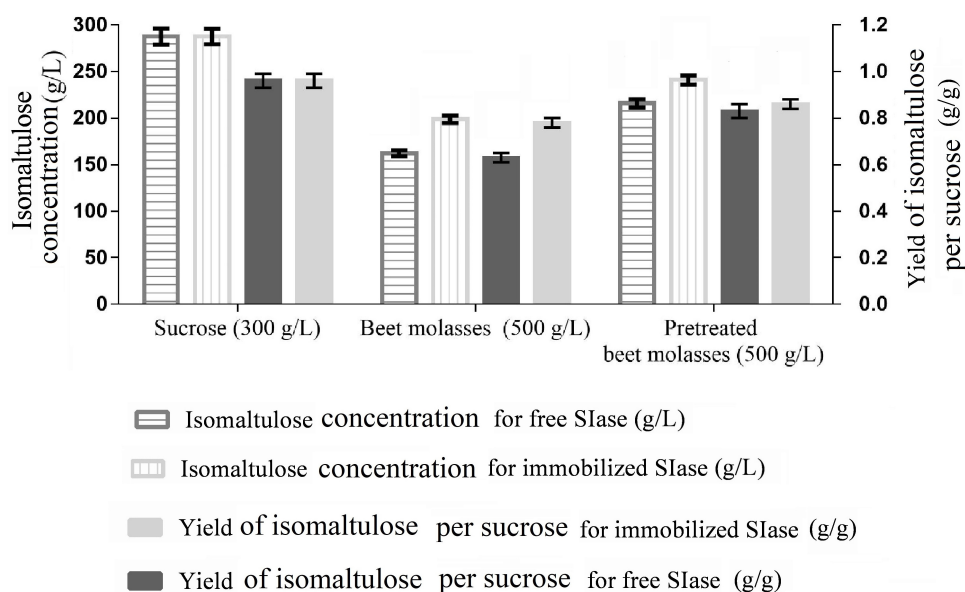 300
250
200
150
100
50
0
Isomaltulose
concentration(g/L)
1.2
1.0
0.8
0.6
0.4
0.2
0.0
Yield of isomaltulose
per sucrose (g/g)
Sucrose (300 g/L)
Beet molasses (500 g/L)
Pretreated
beet molasses (500 g/L)
Isomaltulose concentration for free SIase (g/L)
Isomaltulose concentration for immobilized SIase (g/L)
Yield of isomaltulose per sucrose for immobilized SIase (g/g)
Yield of isomaltulose per sucrose for free SIase (g/g)